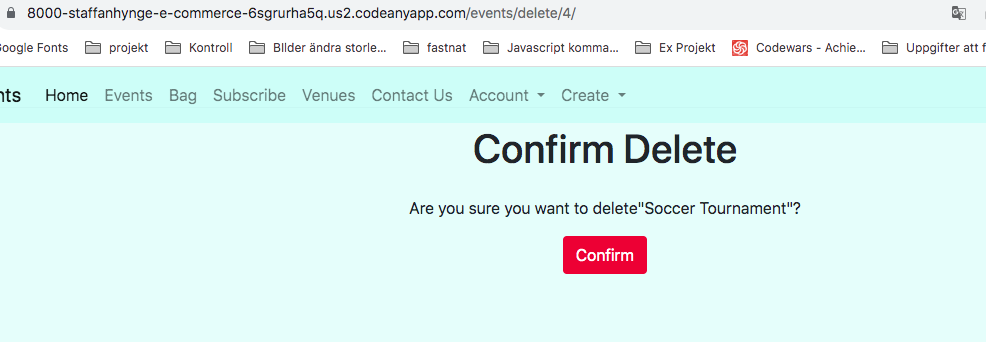 8000-staffanhynge-e-commerce-6sgrurha5q.us2.codeanyapp.com/events/delete/4/
Google Fonts projekt Kontroll BIlder ändra storle... fastnat Javascript komma... Ex Projekt Codewars - Achie... Uppgifter att f
nts Home Events Bag Subscribe Venues Contact Us Account Create
Confirm Delete
Are you sure you want to delete"Soccer Tournament"?
Confirm